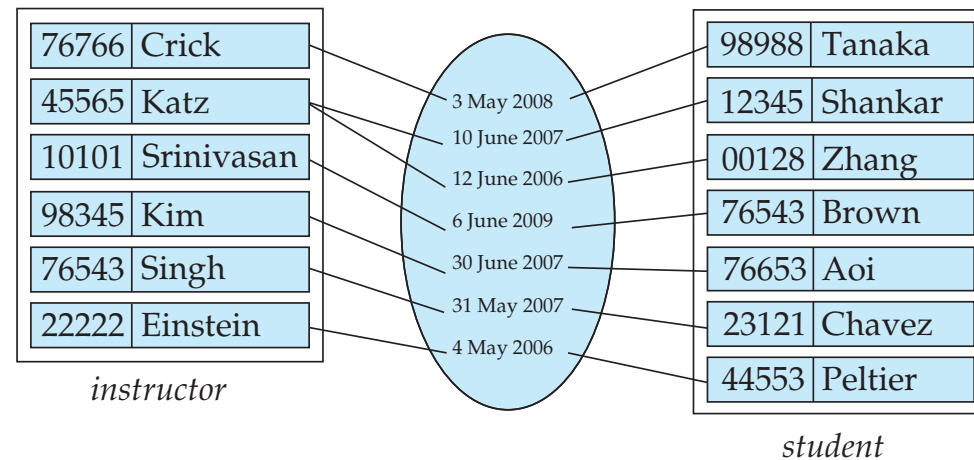 76766 Crick
45565 Katz
10101 Srinivasan
98345 Kim
76543 Singh
22222 Einstein
instructor
3 May 2008
10 June 2007
12 June 2006
6 June 2009
30 June 2007
31 May 2007
4 May 2006
98988 Tanaka
12345 Shankar
00128 Zhang
76543 Brown
76653 Aoi
23121 Chavez
44553 Peltier
student